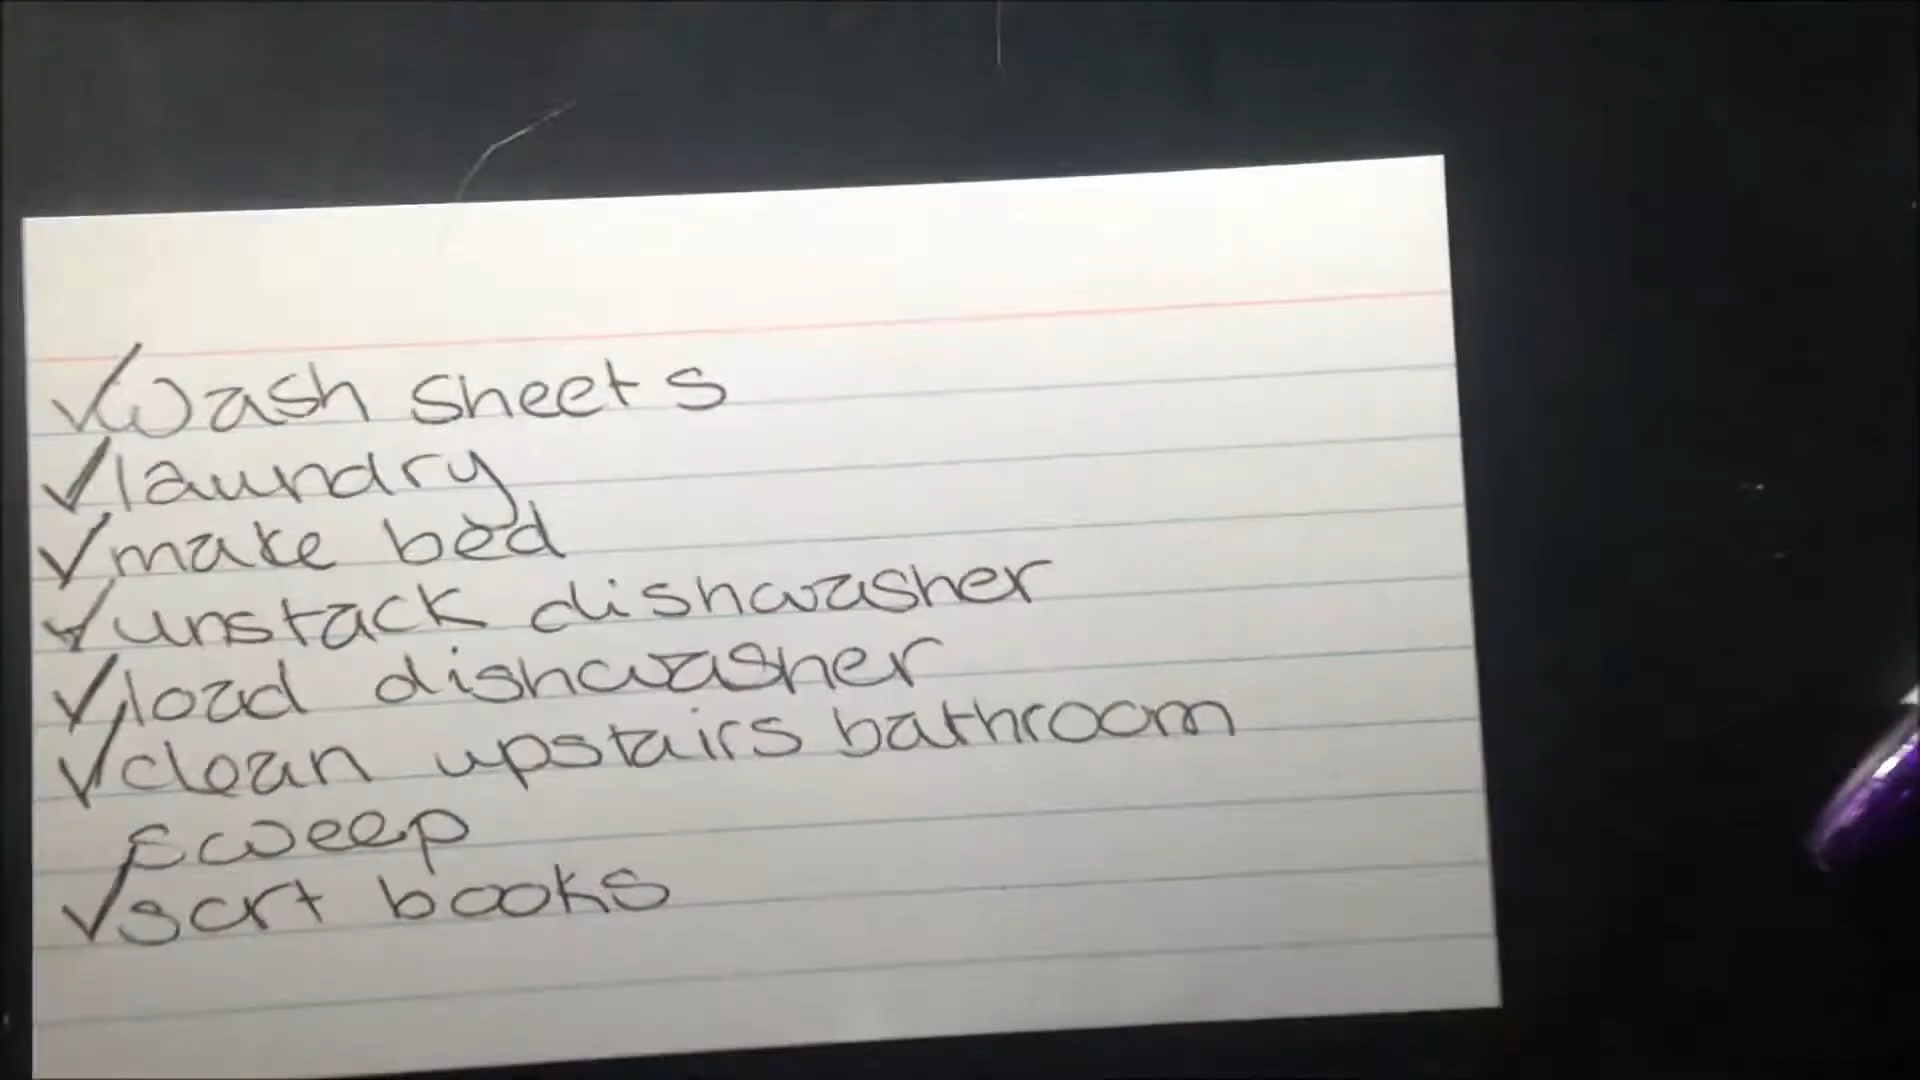 ✓Wash sheets
✓laundry
✓make bed
✓unstack dishwasher
✓load dishwasher
✓clean upstairs bathroom
sweep
✓sort books